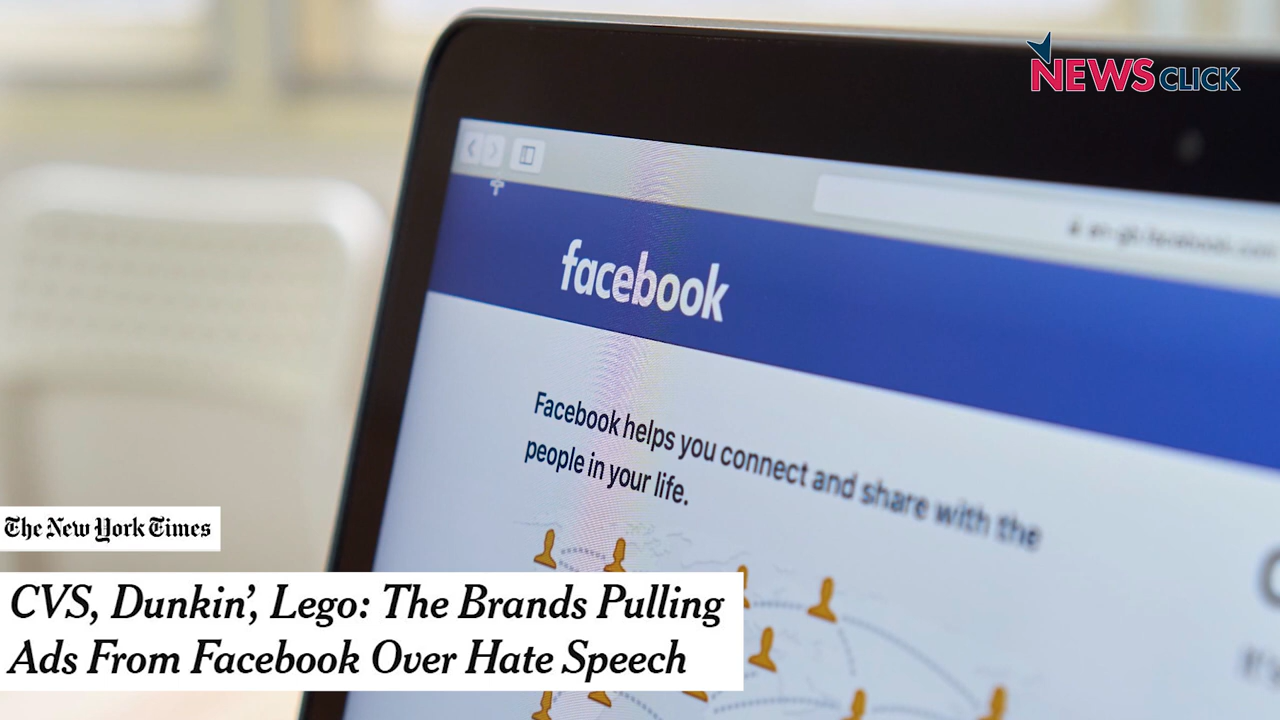 NEWSCLICK
facebook
Facebook helps you connect and share with the
people in your life.
The New York Times
CVS, Dunkin’, Lego: The Brands Pulling
Ads From Facebook Over Hate Speech